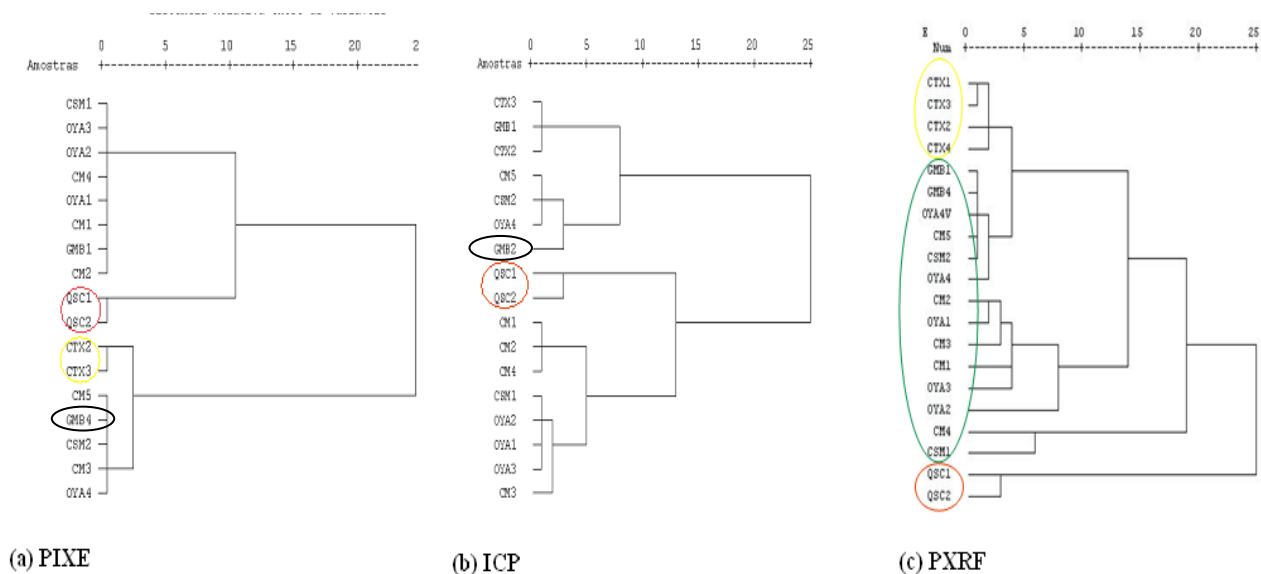 0 5 10 15 20 2
Amostras
CSM1
OYA3
OYA2
CM4
OYA1
CM1
GMB1
CM2
QSC1
QSC2
CTX2
CTX3
CM5
GMB4
CSM2
CM3
OYA4
(a) PIXE
0 5 10 15 20 25
Amostras
CTX3
GMB1
CTX2
CM5
CSM2
OYA4
GMB2
QSC1
QSC2
CM1
CM2
CM4
CSM1
OYA2
OYA1
OYA3
CM3
(b) ICP
E 0 5 10 15 20 25
Num
CTX1
CTX3
CTX2
CTX4
GMB1
GMB4
OYA4V
CM5
CSM2
OYA4
CM2
OYA1
CM3
CM1
OYA3
OYA2
CM4
CSM1
QSC1
QSC2
(c) PXRF